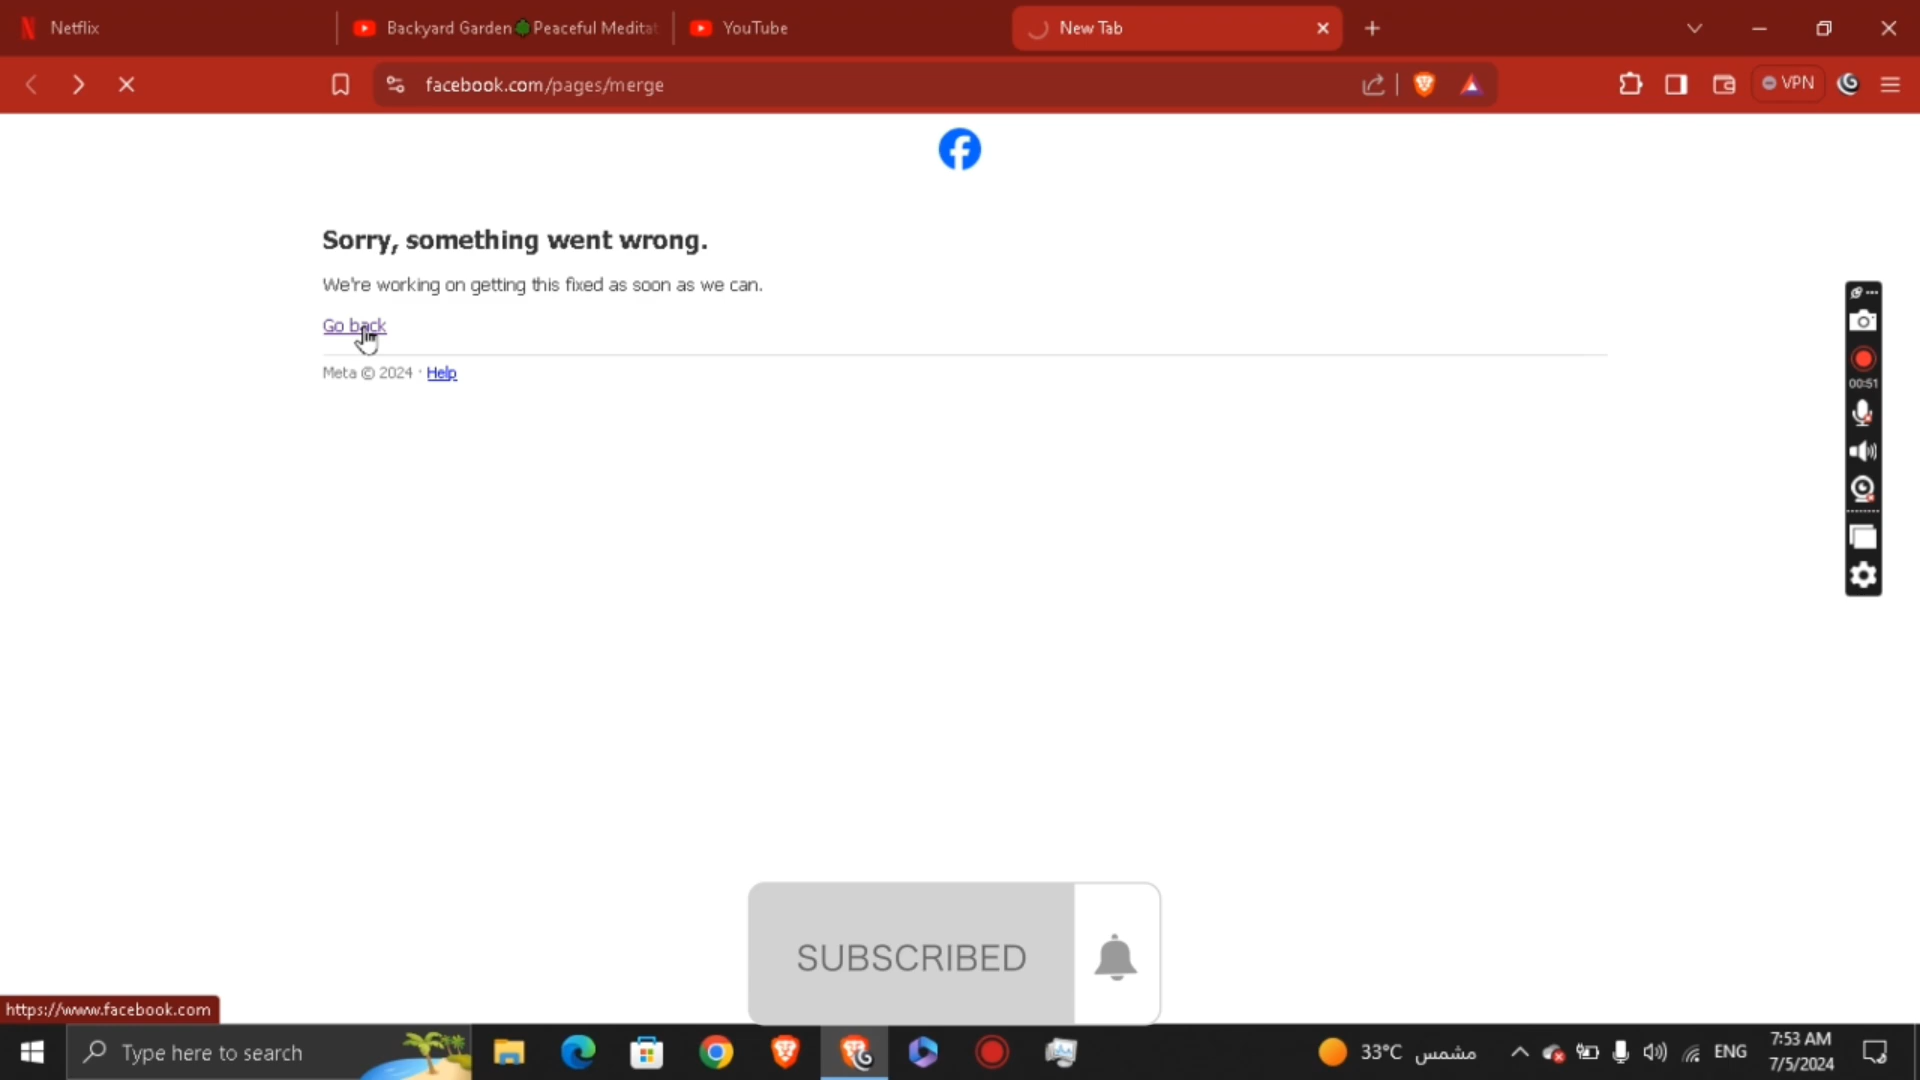 Netflix
Backyard Garden🌳Peaceful Meditat
YouTube
New Tab
facebook.com/pages/merge
VPN
Sorry, something went wrong.
We're working on getting this fixed as soon as we can.
Go back
Meta © 2024 · Help
00:51
SUBSCRIBED
https://www.facebook.com
Type here to search
33°C مشمس
ENG
7:53 AM
7/5/2024